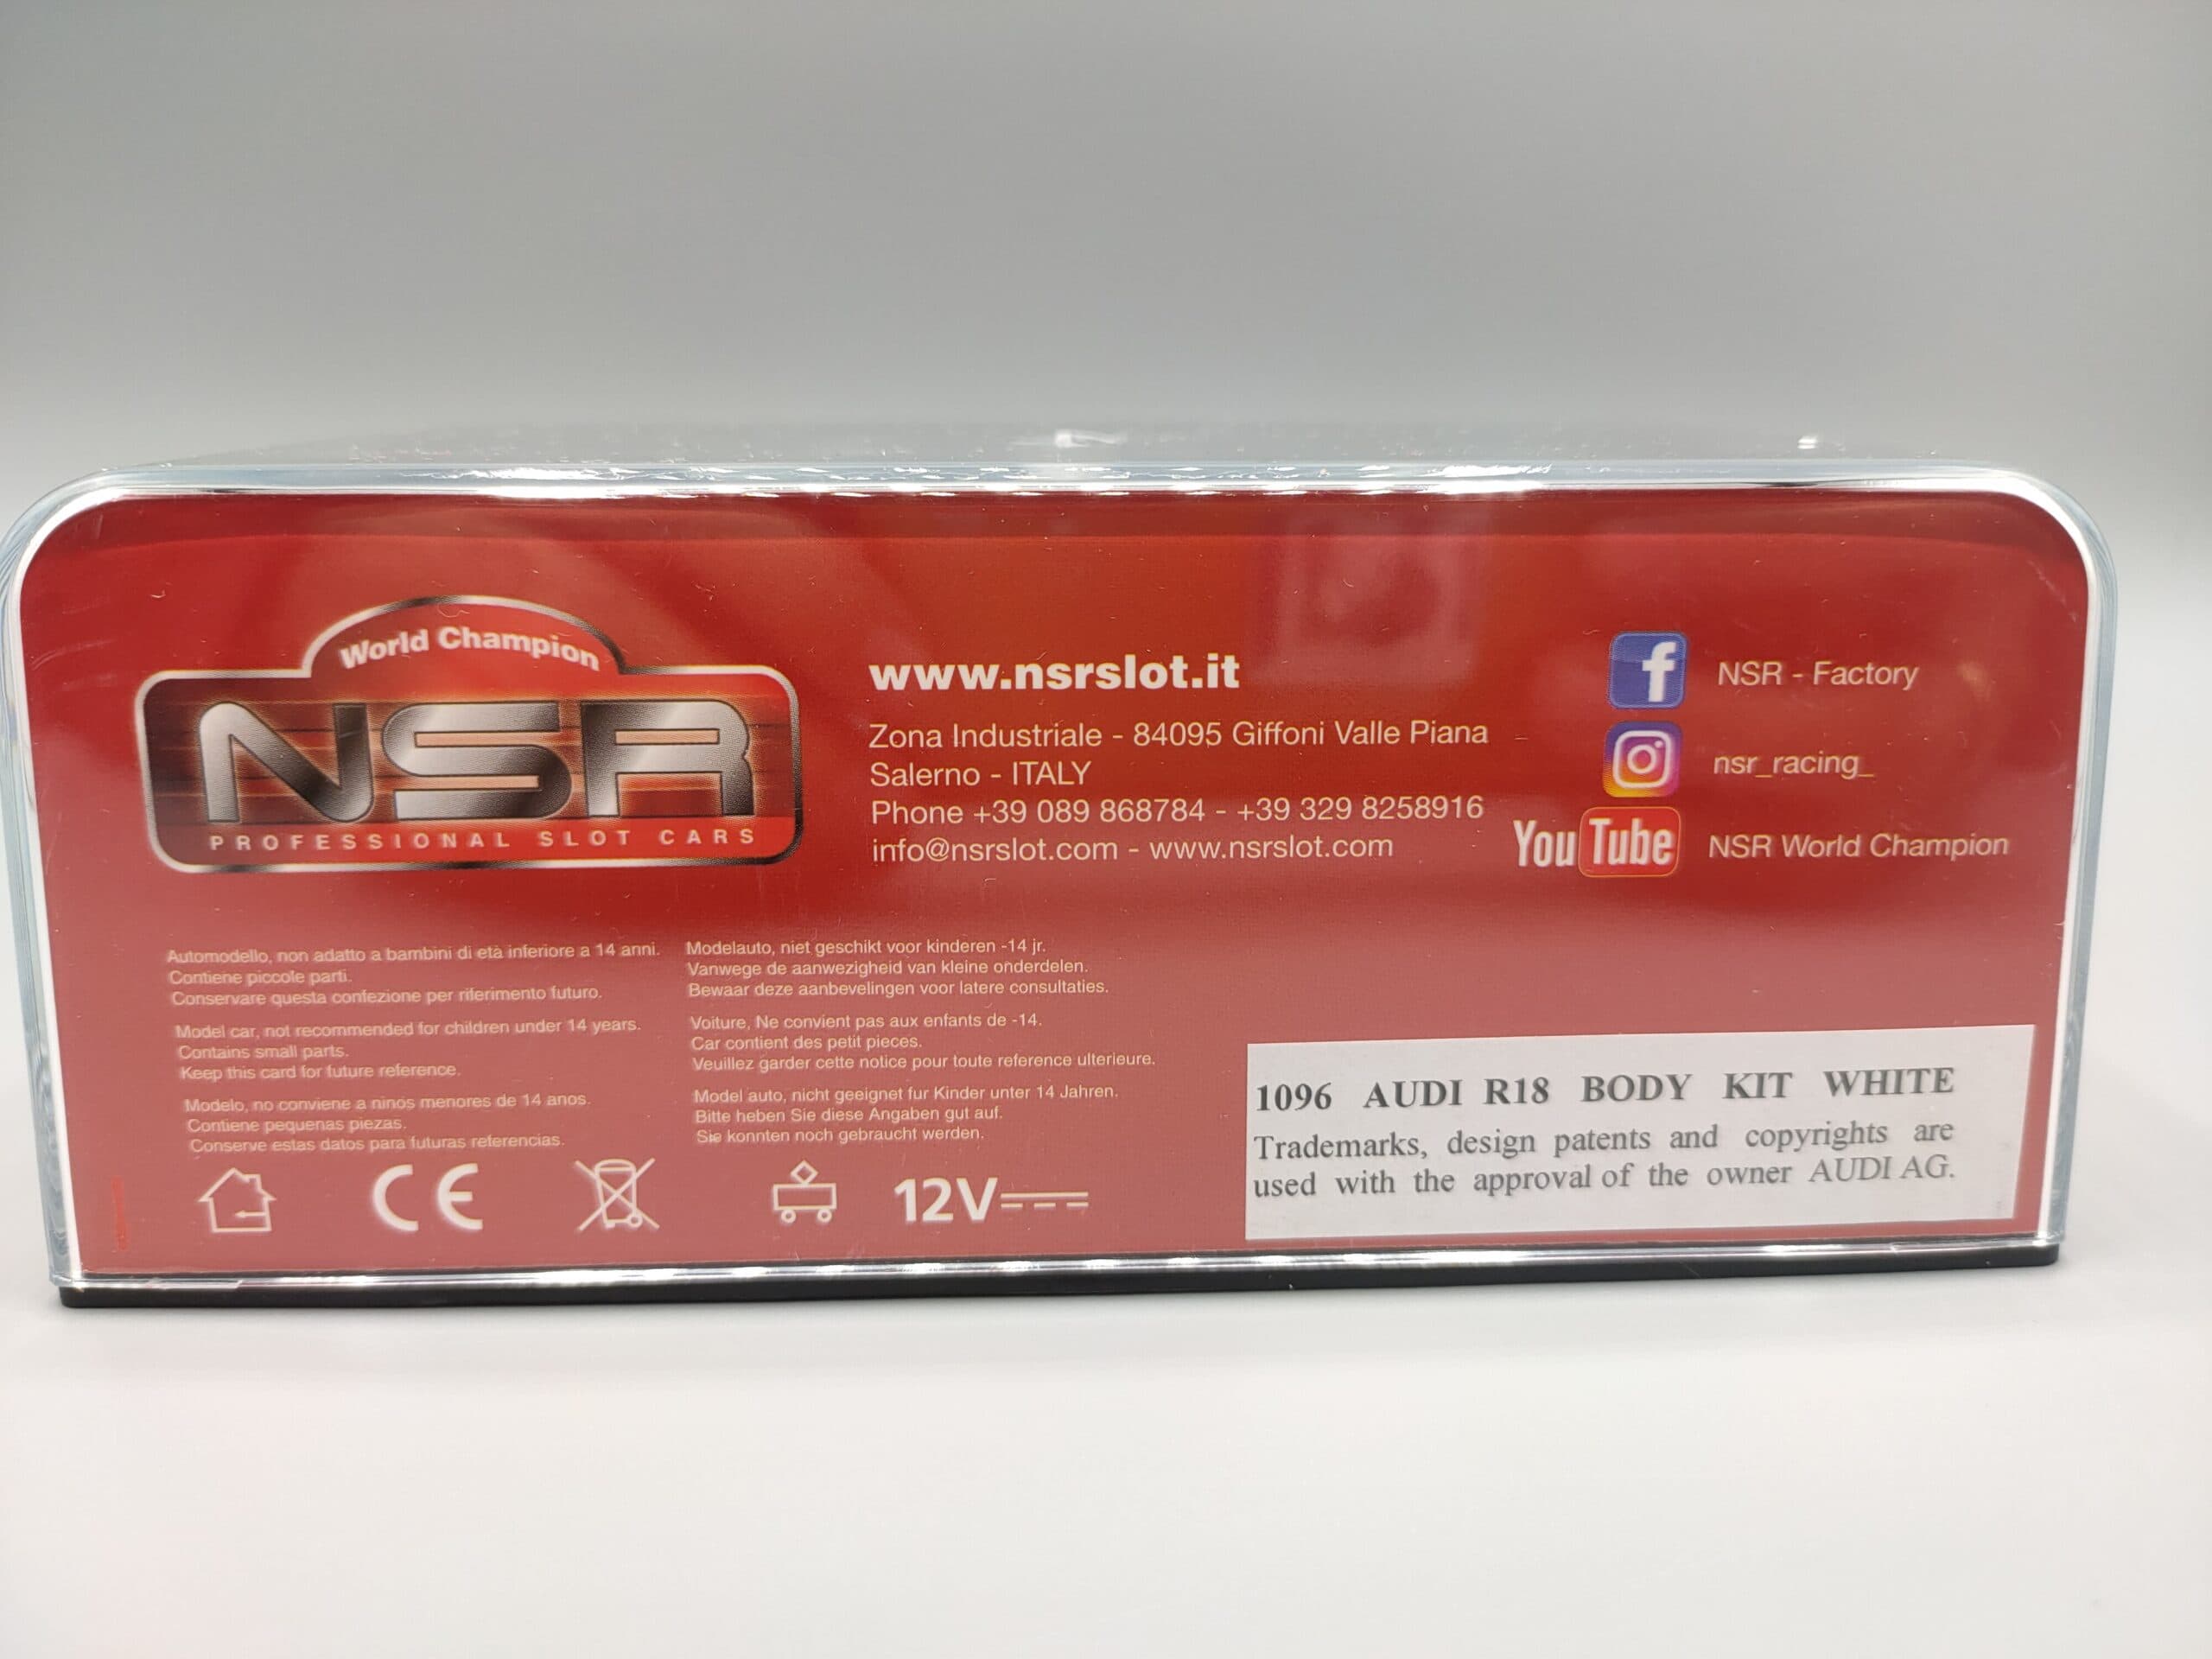 World Champion
NSR
PROFESSIONAL SLOT CARS
www.nsrslot.it
Zona Industriale - 84095 Giffoni Valle Piana
Salerno - ITALY
Phone +39 089 868784 - +39 329 8258916
info@nsrslot.com - www.nsrslot.com
f
NSR - Factory
nsr_racing_
YouTube
NSR World Champion
Automodello, non adatto a bambini di età inferiore a 14 anni.
Contiene piccole parti.
Conservare questa confezione per riferimento futuro.
Model car, not recommended for children under 14 years.
Contains small parts.
Keep this card for future reference.
Modelo, no conviene a ninos menores de 14 anos.
Contiene pequenas piezas.
Conserve estas datos para futuras referencias.
Modelauto, niet geschikt voor kinderen -14 jr.
Vanwege de aanwezigheid van kleine onderdelen.
Bewaar deze aanbevelingen voor latere consultaties.
Voiture, Ne convient pas aux enfants de -14.
Car contient des petit pieces.
Veuillez garder cette notice pour toute reference ulterieure.
Model auto, nicht geeignet fur Kinder unter 14 Jahren.
Bitte heben Sie diese Angaben gut auf.
Sie konnten noch gebraucht werden.
CE
12V
1096 AUDI R18 BODY KIT WHITE
Trademarks, design patents and copyrights are
used with the approval of the owner AUDI AG.